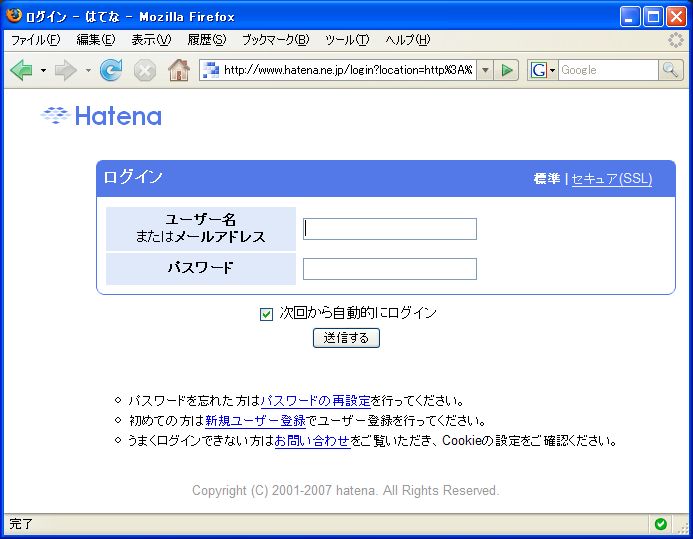 ログイン - はてな - Mozilla Firefox
ファイル(F) 編集(E) 表示(V) 履歴(S) ブックマーク(B) ツール(T) ヘルプ(H)
http://www.hatena.ne.jp/login?location=http%3A% Google
Hatena
ログイン 標準 | セキュア(SSL)
ユーザー名
またはメールアドレス
パスワード
次回から自動的にログイン
送信する
パスワードを忘れた方はパスワードの再設定を行ってください。
初めての方は新規ユーザー登録でユーザー登録を行ってください。
うまくログインできない方はお問い合わせをご覧いただき、Cookieの設定をご確認ください。
Copyright (C) 2001-2007 hatena. All Rights Reserved.
完了